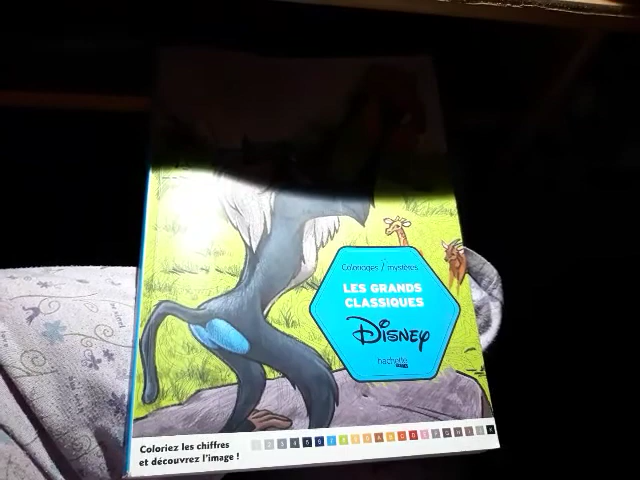 Coloriages mystères
LES GRANDS
CLASSIQUES
Disney
hachette
Coloriez les chiffres
et découvrez l'image !